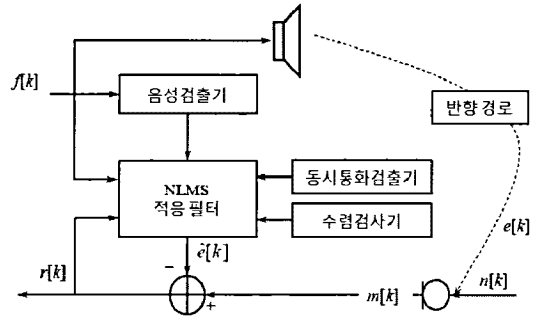 f[k]
음성검출기
반향 경로
NLMS
적응 필터
동시통화검출기
수렴검사기
ê[k]
e[k]
r[k]
n[k]
m[k]
−
+